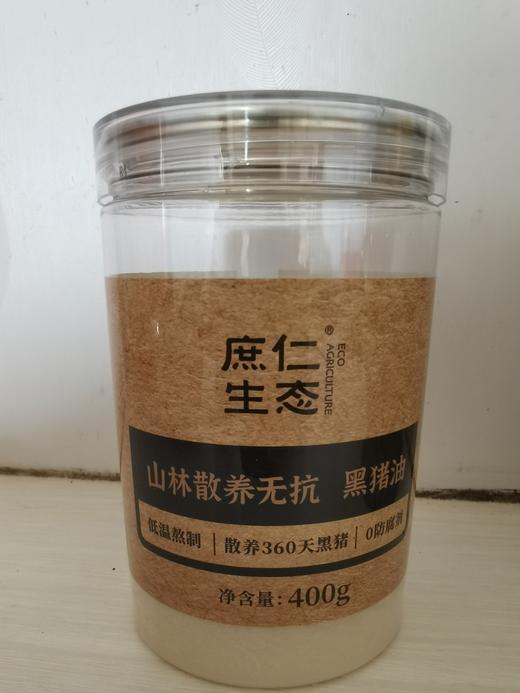 庶仁®
生态
ECO
AGRICULTURE
山林散养无抗 黑猪油
低温熬制 | 散养360天黑猪 | 0防腐剂
净含量：400g